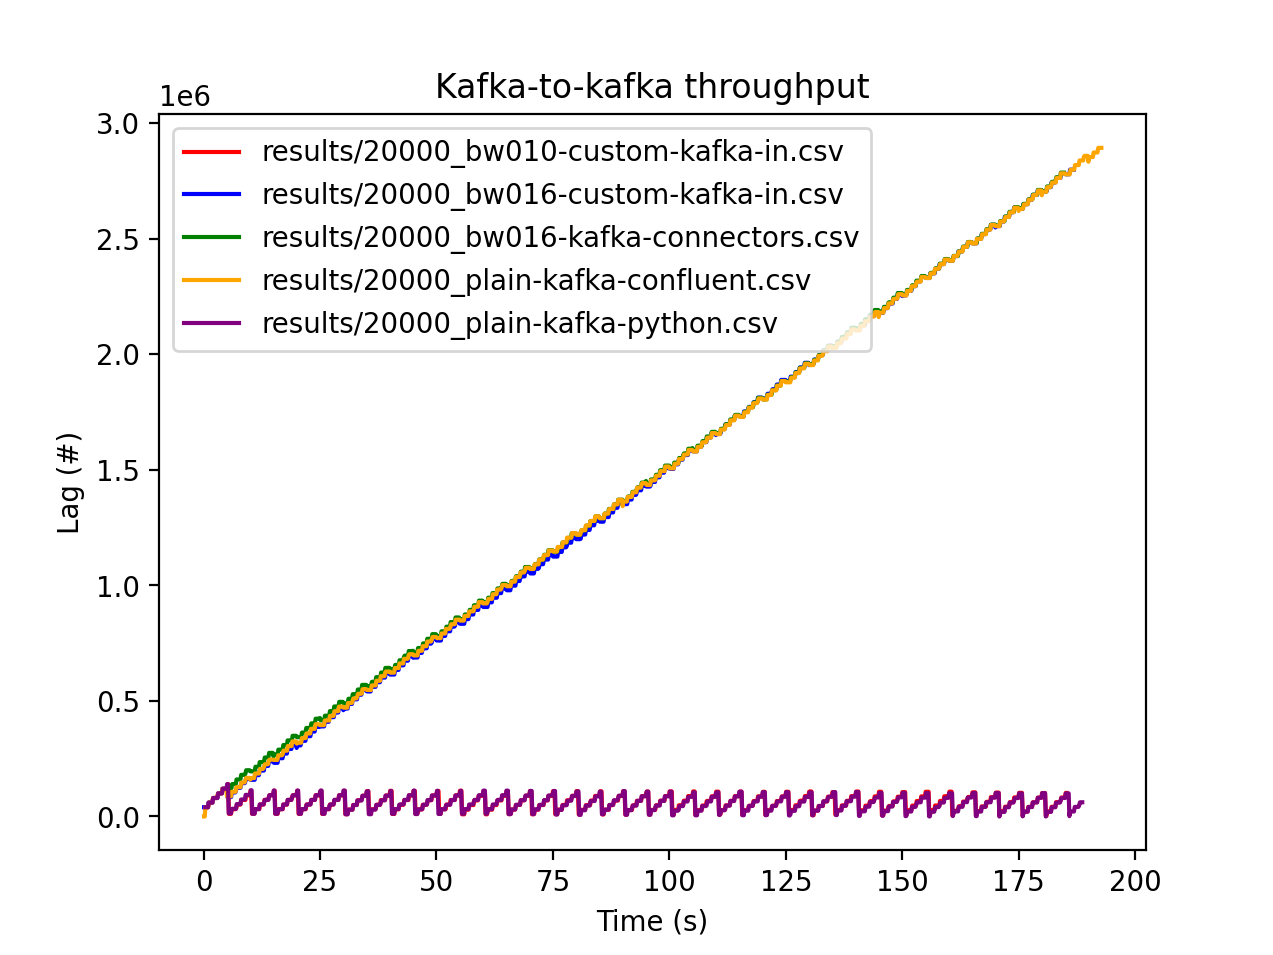 Kafka-to-kafka throughput
1e6
3.0
2.5
2.0
1.5
1.0
0.5
0.0
Lag (#)
results/20000_bw010-custom-kafka-in.csv
results/20000_bw016-custom-kafka-in.csv
results/20000_bw016-kafka-connectors.csv
results/20000_plain-kafka-confluent.csv
results/20000_plain-kafka-python.csv
0 25 50 75 100 125 150 175 200
Time (s)